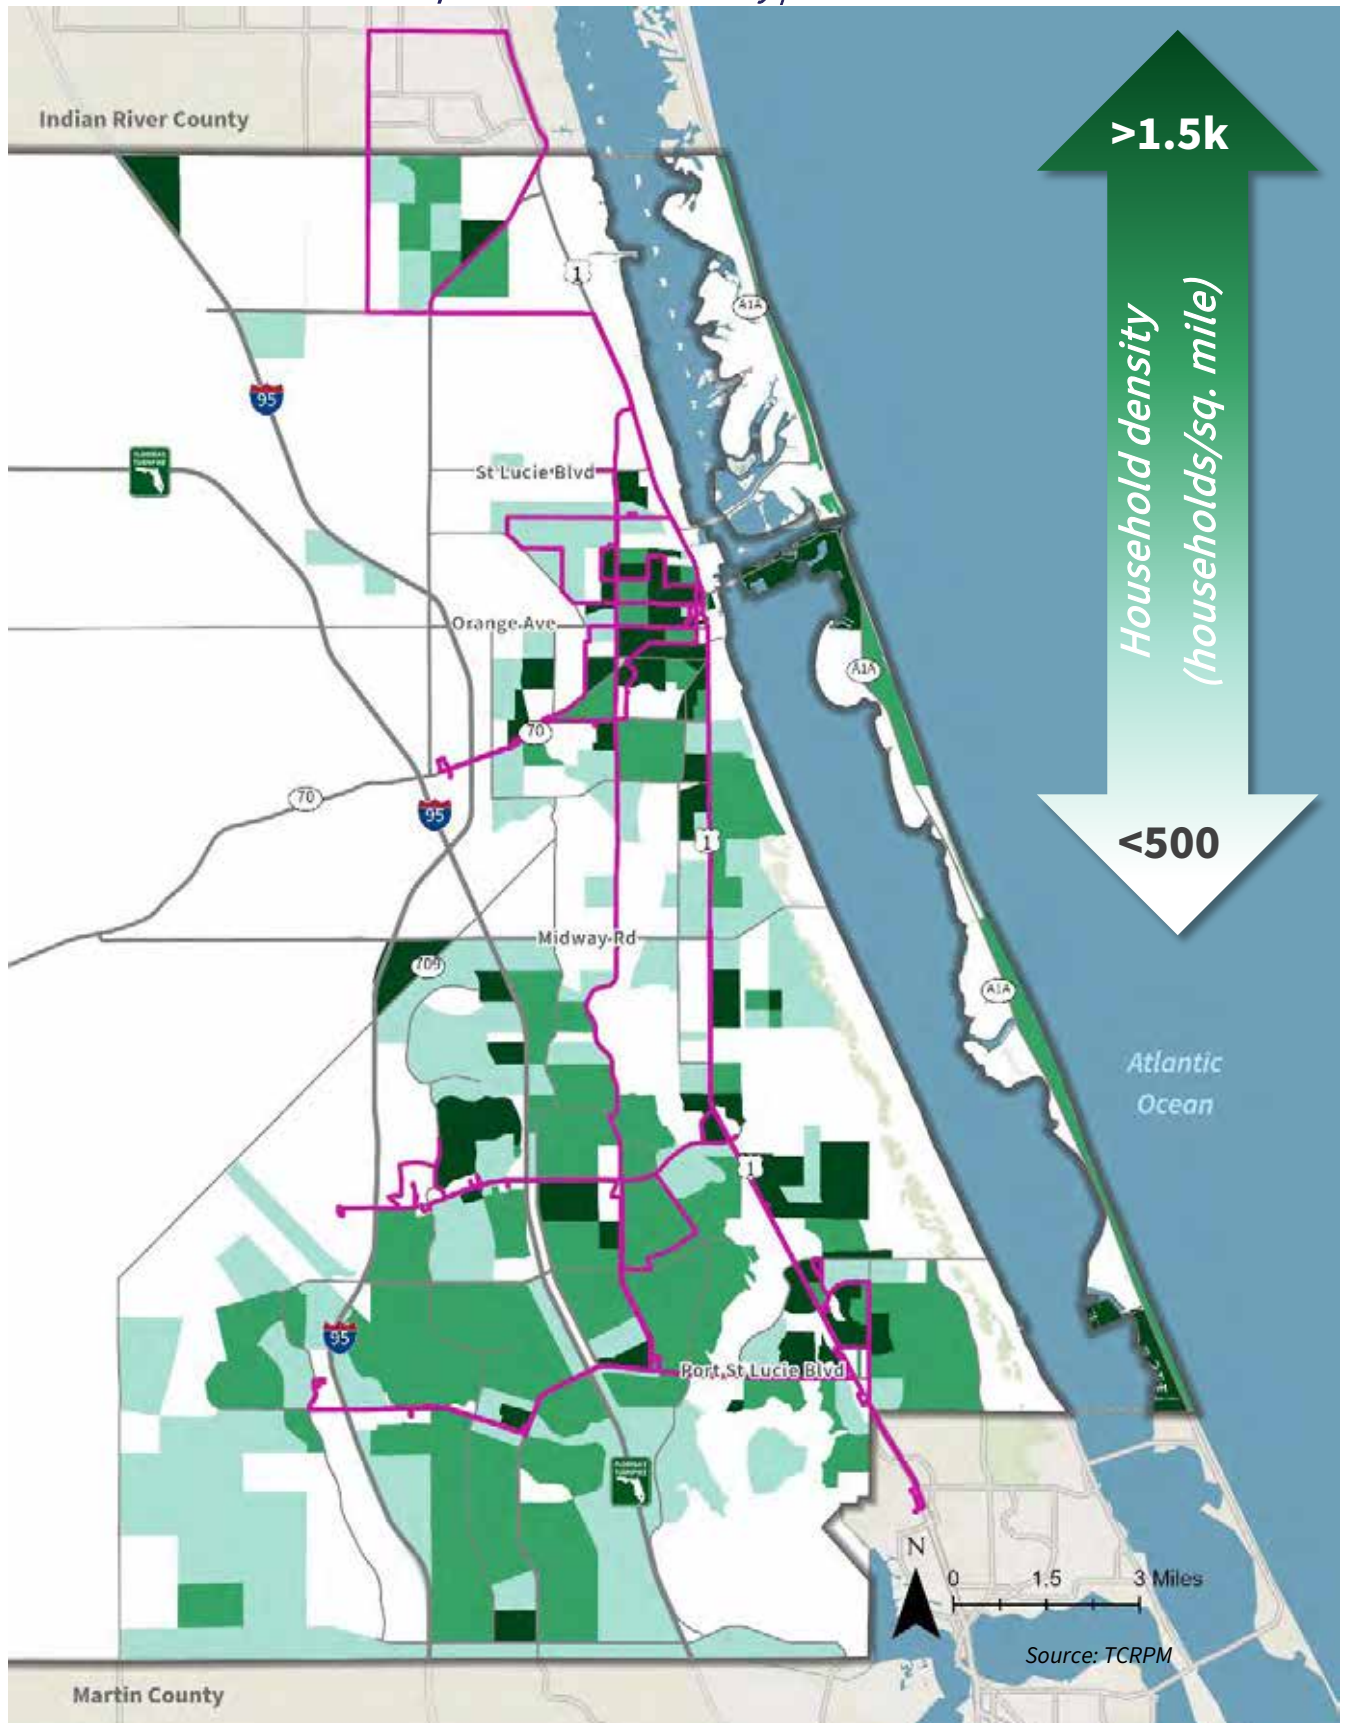 Indian River County
>1.5k
1
A1A
Household density
(households/sq. mile)
95
St Lucie Blvd
Orange Ave
A1A
70
70
95
1
<500
Midway Rd
709
A1A
Atlantic
Ocean
1
95
Port St Lucie Blvd
N
0 1.5 3 Miles
Source: TCRPM
Martin County